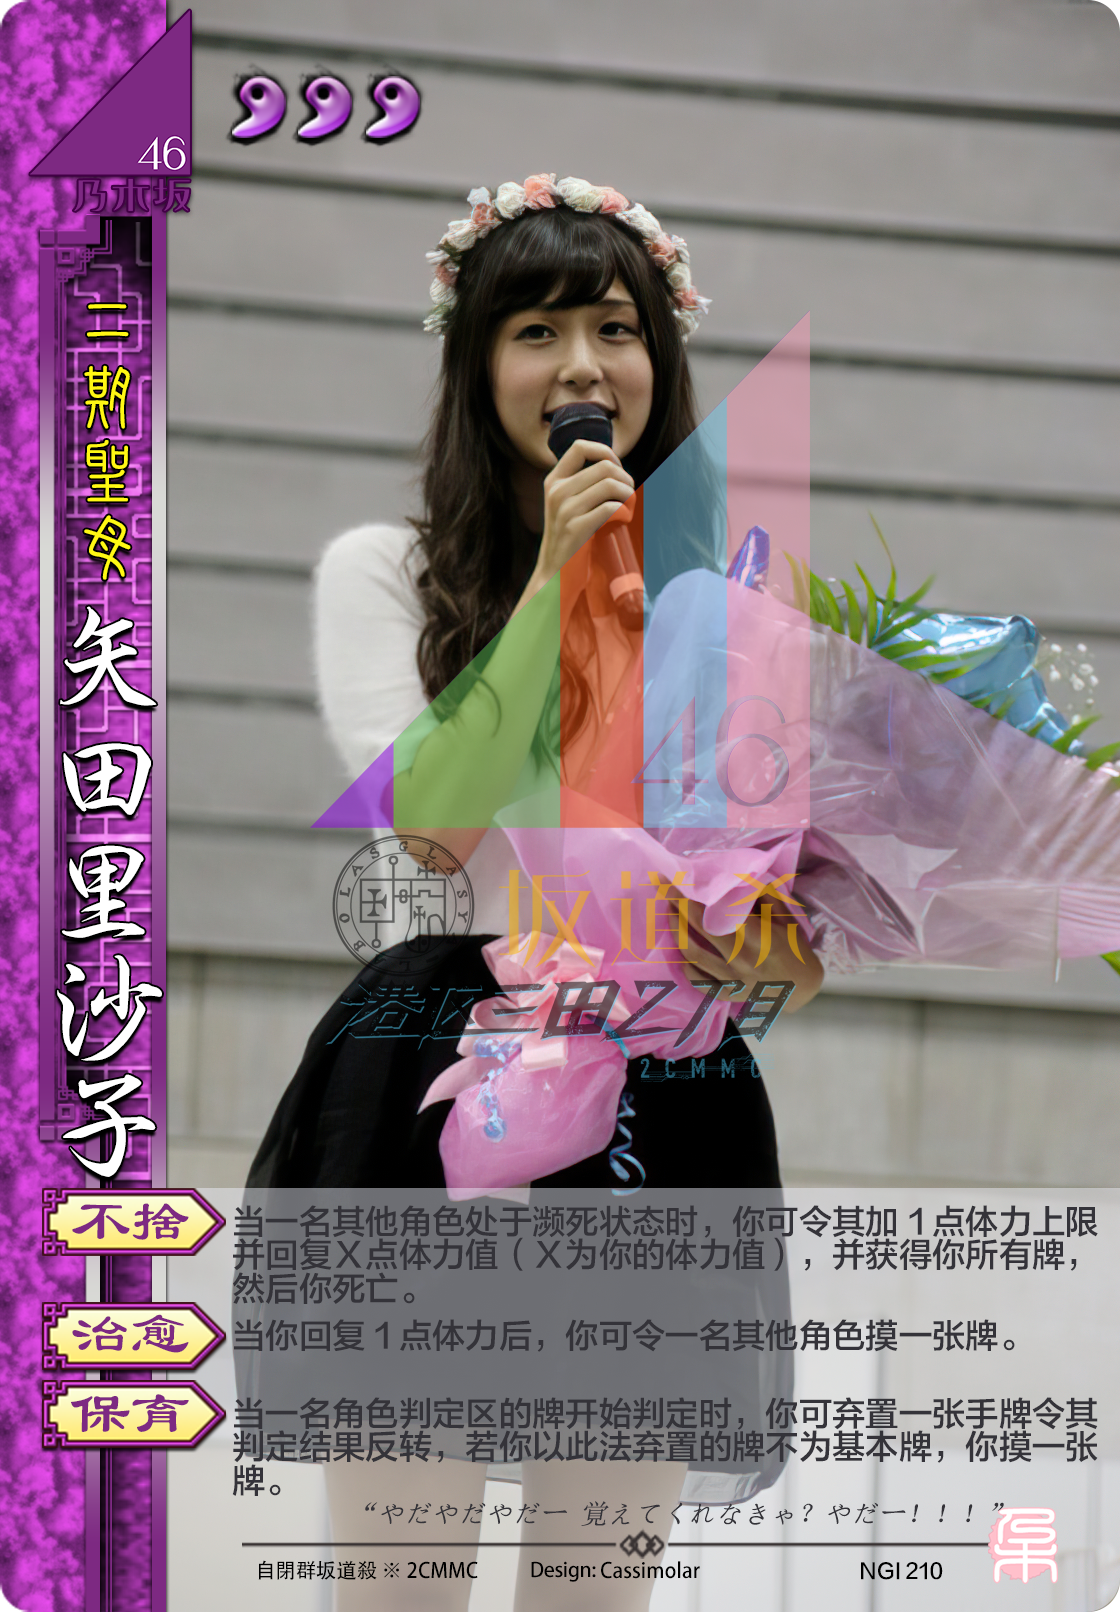 46
乃木坂
二期聖母
矢田里沙子
46
BOLASGLASY
坂道杀
港区三田乙丁目
2CMMC
不捨
当一名其他角色处于濒死状态时，你可令其加1点体力上限
并回复X点体力值（X为你的体力值），并获得你所有牌，
然后你死亡。
治愈
当你回复1点体力后，你可令一名其他角色摸一张牌。
保育
当一名角色判定区的牌开始判定时，你可弃置一张手牌令其
判定结果反转，若你以此法弃置的牌不为基本牌，你摸一张
牌。
“やだやだやだー 覚えてくれなきゃ？やだー！！！”
自閉群坂道殺 ※ 2CMMC Design: Cassimolar NGI 210